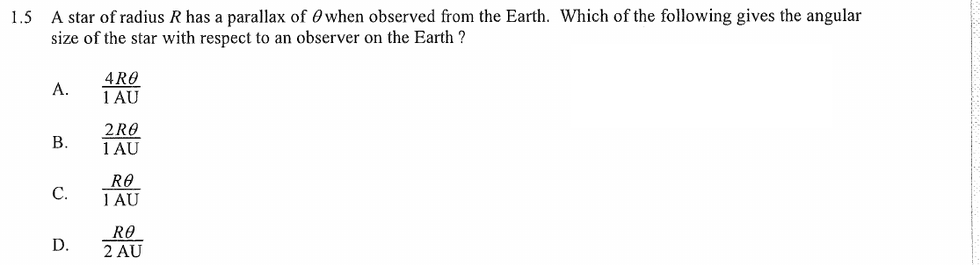 1.5 A star of radius R has a parallax of θ when observed from the Earth. Which of the following gives the angular
size of the star with respect to an observer on the Earth ?
A. 4Rθ / 1 AU
B. 2Rθ / 1 AU
C. Rθ / 1 AU
D. Rθ / 2 AU